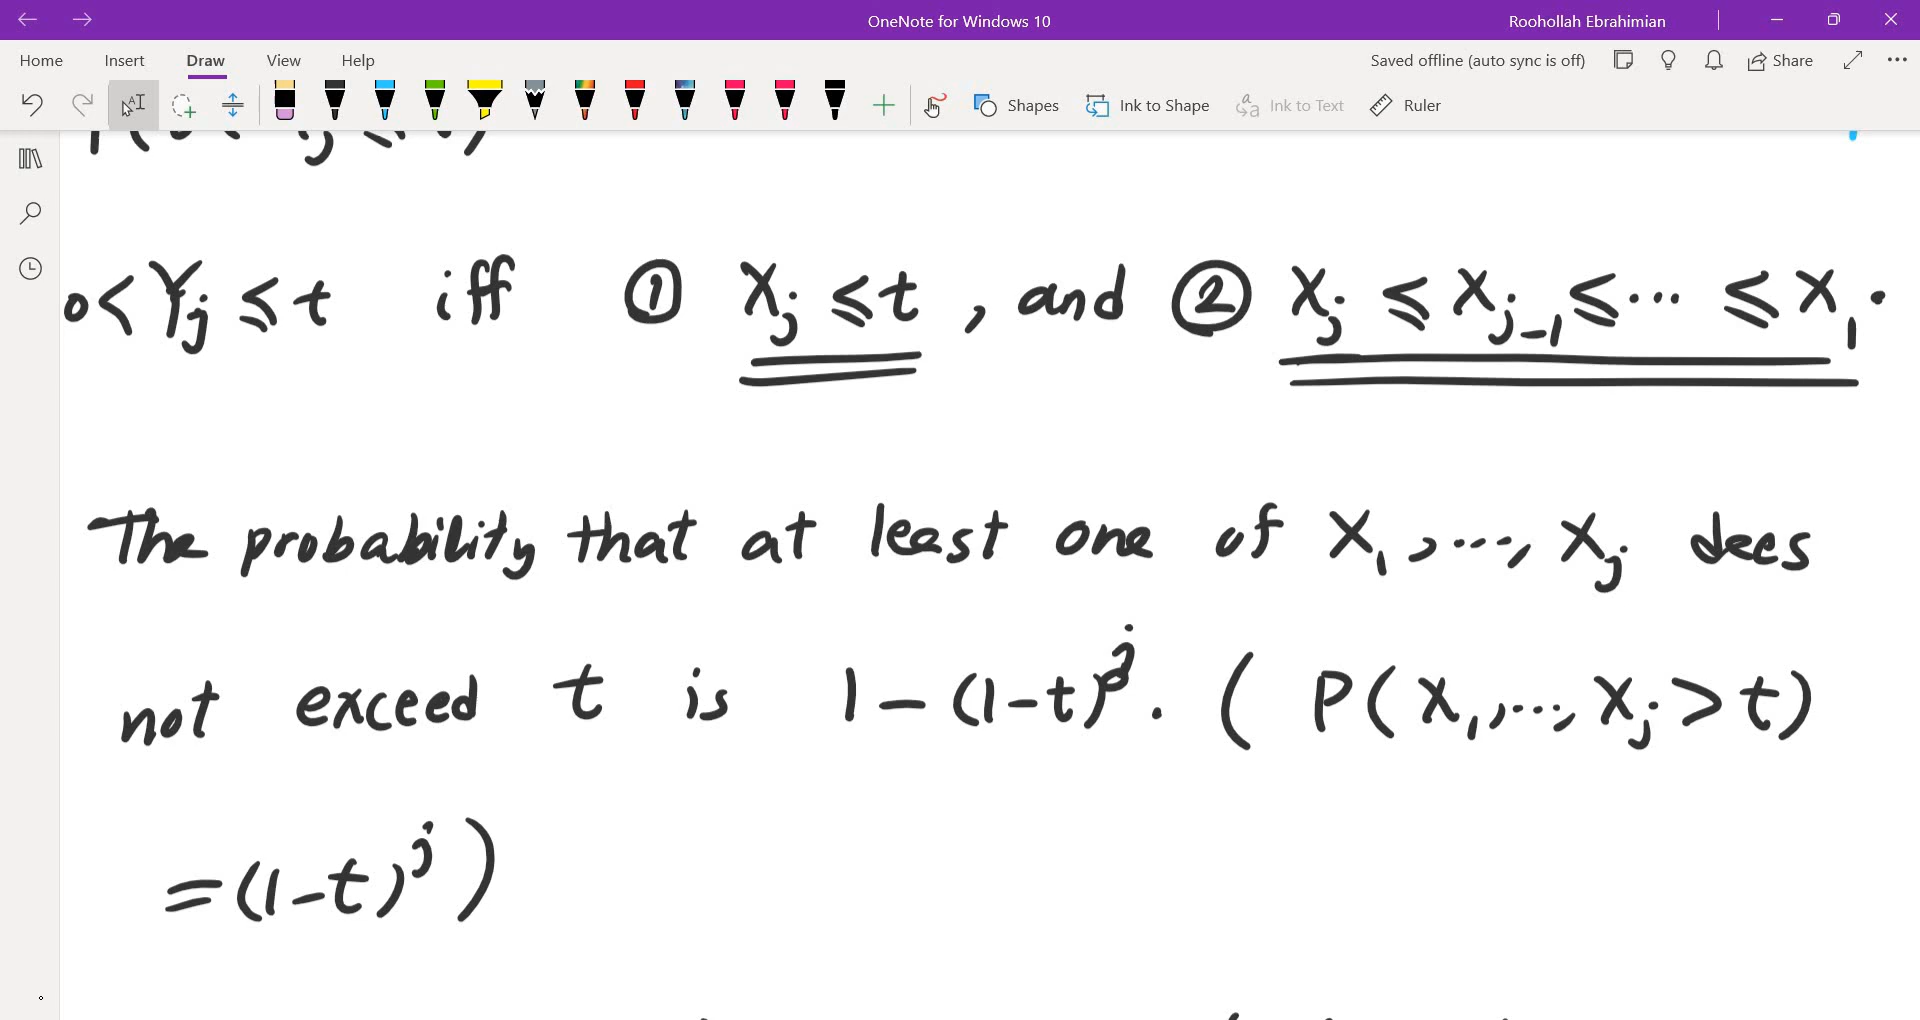 OneNote for Windows 10 Roohollah Ebrahimian
Home Insert Draw View Help Saved offline (auto sync is off) Share
AI Shapes Ink to Shape Ink to Text Ruler
0 < Yj ≤ t iff ① Xj ≤ t , and ② Xj ≤ Xj-1 ≤ ... ≤ X1 .
The probability that at least one of X1, ..., Xj does
not exceed t is 1 - (1-t)^j . ( P( X1, ..., Xj > t )
= (1-t)^j )